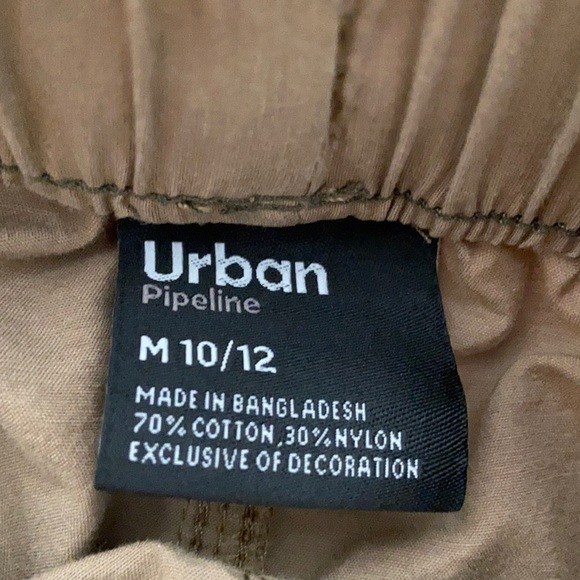 Urban
Pipeline
M 10/12
MADE IN BANGLADESH
70% COTTON,30%NYLON
EXCLUSIVE OF DECORATION